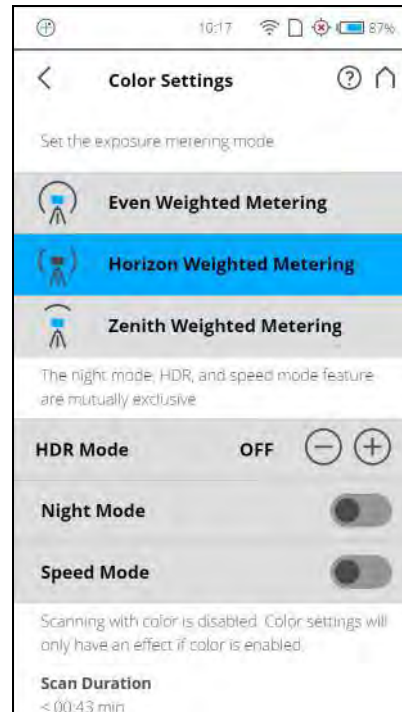 10:17 87%
Color Settings
Set the exposure metering mode
Even Weighted Metering
Horizon Weighted Metering
Zenith Weighted Metering
The night mode, HDR, and speed mode feature
are mutually exclusive
HDR Mode OFF
Night Mode
Speed Mode
Scanning with color is disabled. Color settings will
only have an effect if color is enabled.
Scan Duration
< 00:43 min